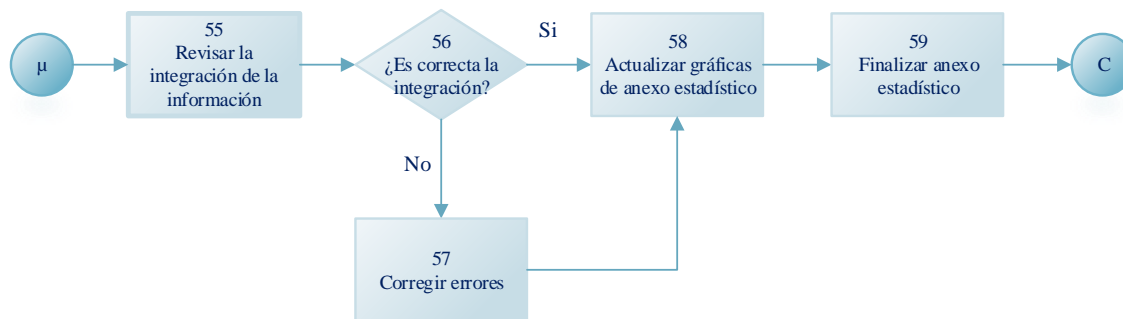 μ
55
Revisar la
integración de la
información
56
¿Es correcta la
integración?
Si
No
57
Corregir errores
58
Actualizar gráficas
de anexo estadístico
59
Finalizar anexo
estadístico
C